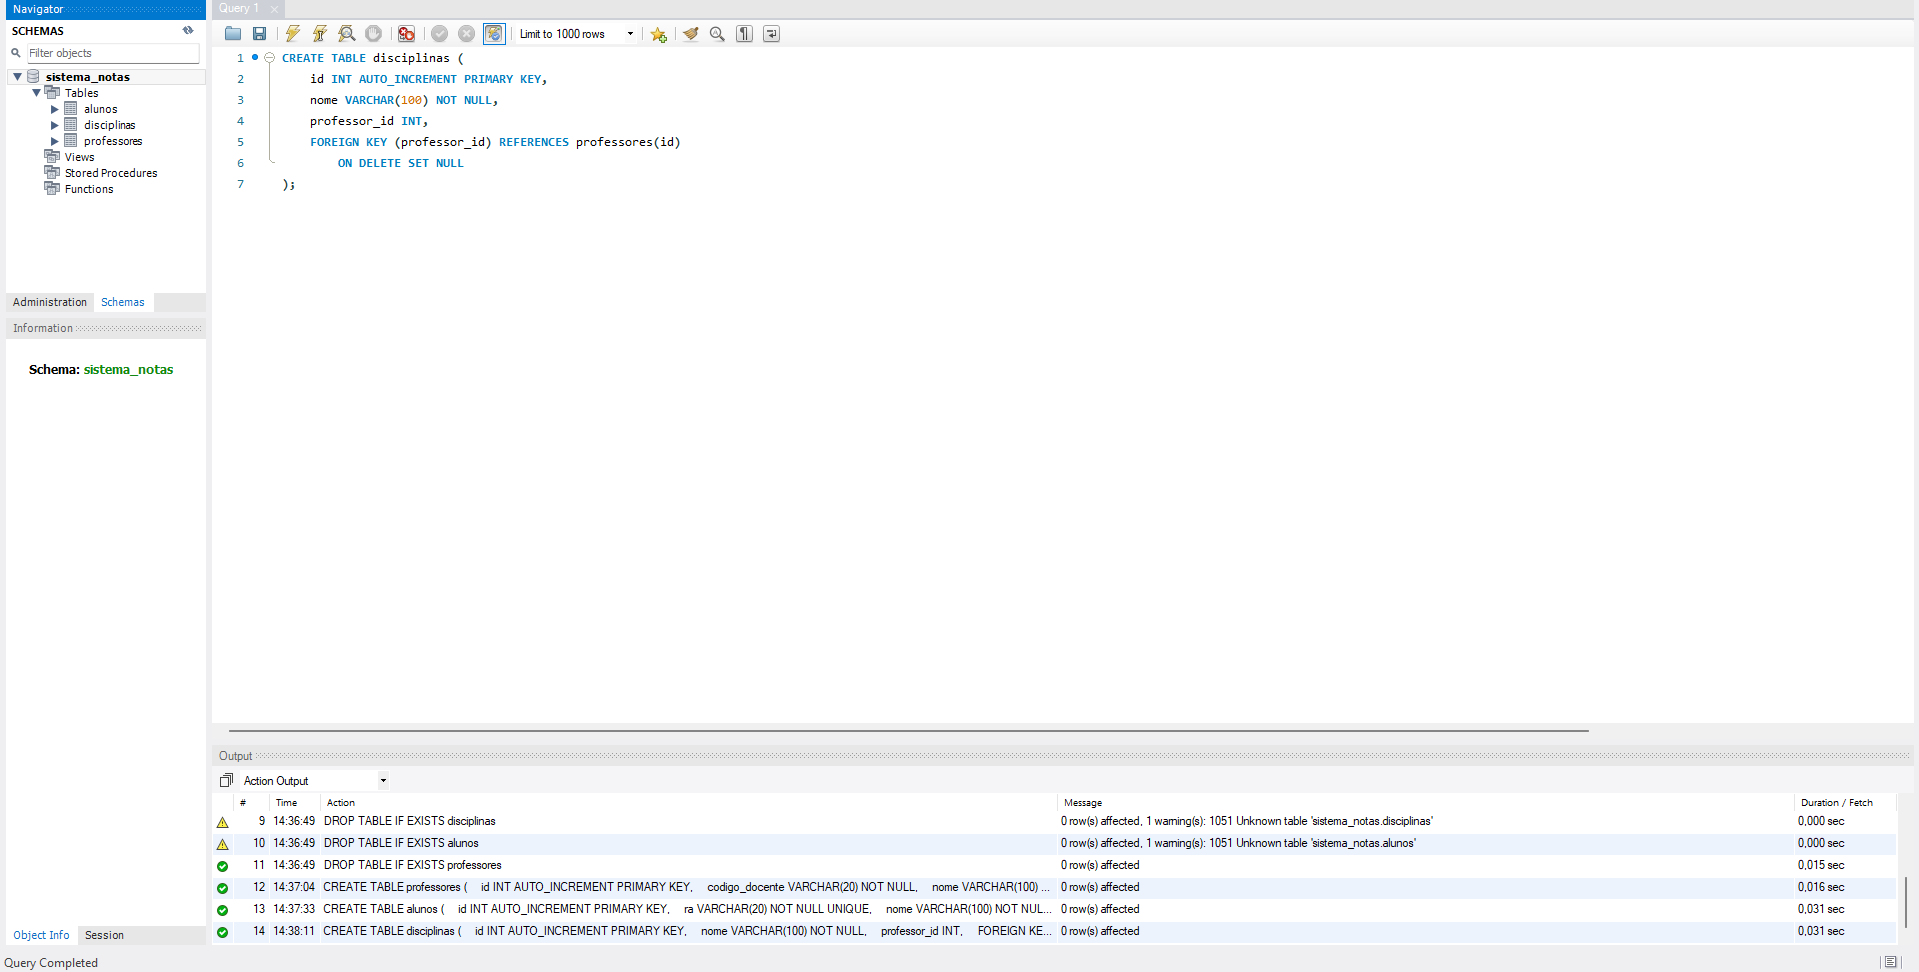 Navigator
SCHEMAS
Filter objects
sistema_notas
Tables
alunos
disciplinas
professores
Views
Stored Procedures
Functions
Administration Schemas
Information
Schema: sistema_notas
Object Info Session
Query 1
Limit to 1000 rows
1 CREATE TABLE disciplinas (
2 id INT AUTO_INCREMENT PRIMARY KEY,
3 nome VARCHAR(100) NOT NULL,
4 professor_id INT,
5 FOREIGN KEY (professor_id) REFERENCES professores(id)
6 ON DELETE SET NULL
7 );
Output
Action Output
# Time Action Message Duration / Fetch
9 14:36:49 DROP TABLE IF EXISTS disciplinas 0 row(s) affected, 1 warning(s): 1051 Unknown table 'sistema_notas.disciplinas' 0,000 sec
10 14:36:49 DROP TABLE IF EXISTS alunos 0 row(s) affected, 1 warning(s): 1051 Unknown table 'sistema_notas.alunos' 0,000 sec
11 14:36:49 DROP TABLE IF EXISTS professores 0 row(s) affected 0,015 sec
12 14:37:04 CREATE TABLE professores ( id INT AUTO_INCREMENT PRIMARY KEY, codigo_docente VARCHAR(20) NOT NULL, nome VARCHAR(100) ... 0 row(s) affected 0,016 sec
13 14:37:33 CREATE TABLE alunos ( id INT AUTO_INCREMENT PRIMARY KEY, ra VARCHAR(20) NOT NULL UNIQUE, nome VARCHAR(100) NOT NUL... 0 row(s) affected 0,031 sec
14 14:38:11 CREATE TABLE disciplinas ( id INT AUTO_INCREMENT PRIMARY KEY, nome VARCHAR(100) NOT NULL, professor_id INT, FOREIGN KE... 0 row(s) affected 0,031 sec
Query Completed